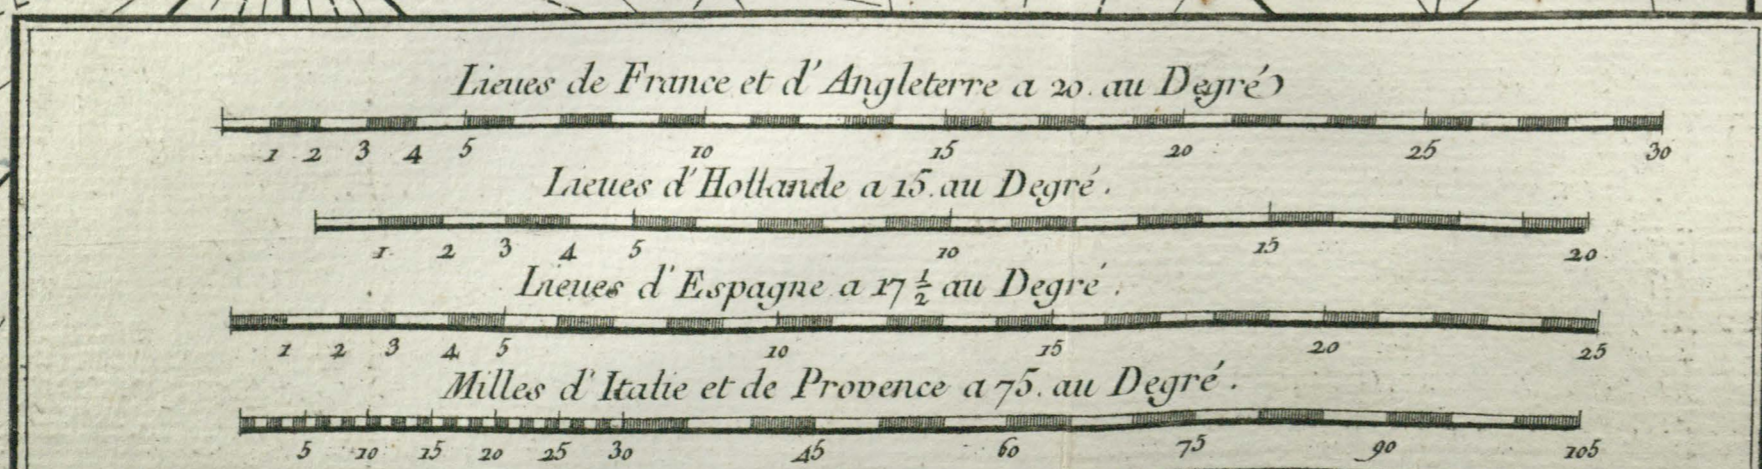 Lieues de France et d'Angleterre a 20. au Degré
1 2 3 4 5 10 15 20 25 30
Lieues d'Hollande a 15. au Degré.
1 2 3 4 5 10 15 20
Lieues d'Espagne a 17 ½ au Degré.
1 2 3 4 5 10 15 20 25
Milles d'Italie et de Provence a 75. au Degré.
5 10 15 20 25 30 45 60 75 90 105